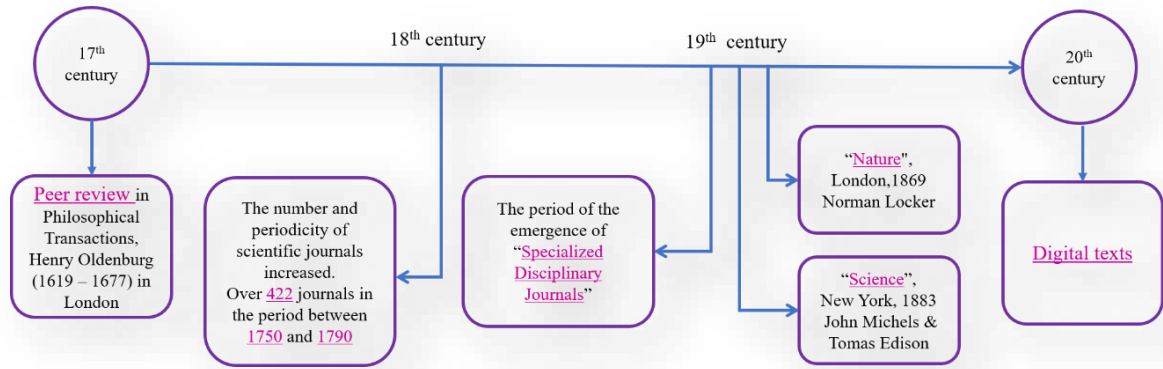 17th
century
18th century
19th century
20th
century
Peer review in
Philosophical
Transactions,
Henry Oldenburg
(1619 – 1677) in
London
The number and
periodicity of
scientific journals
increased.
Over 422 journals in
the period between
1750 and 1790
The period of the
emergence of
“Specialized
Disciplinary
Journals”
“Nature",
London,1869
Norman Locker
“Science”,
New York, 1883
John Michels &
Tomas Edison
Digital texts